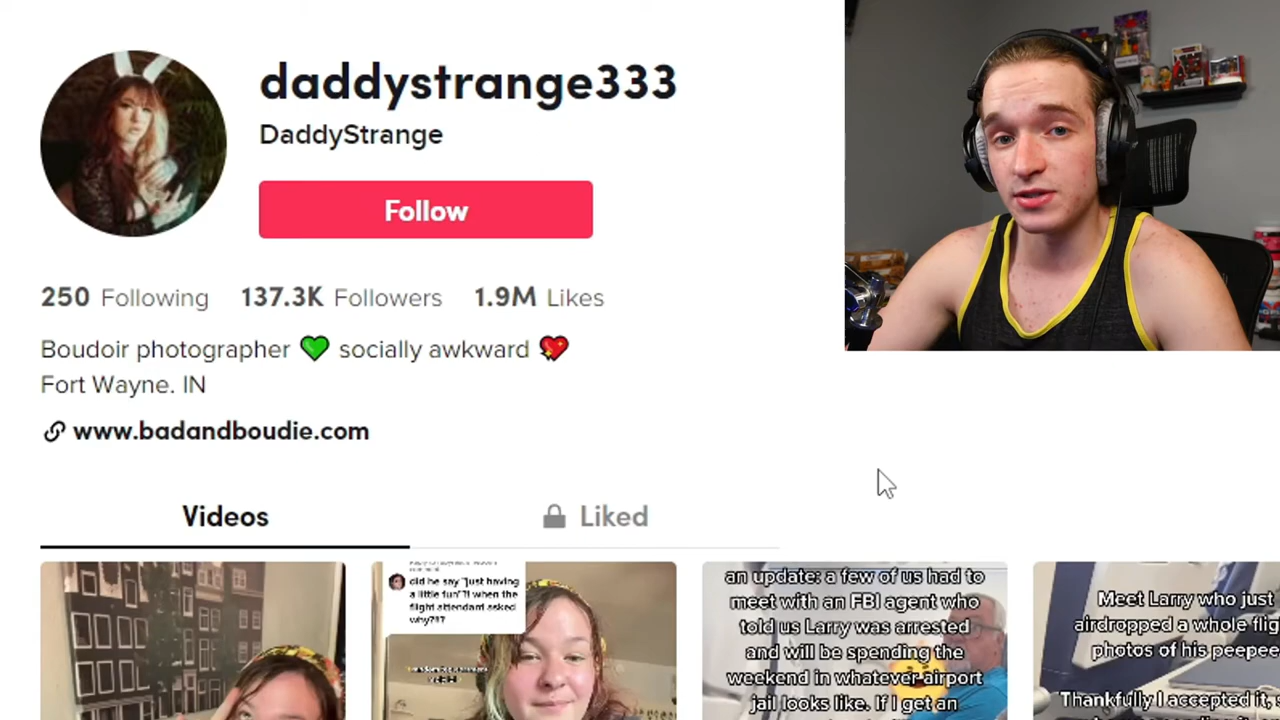 daddystrange333
DaddyStrange
Follow
250 Following 137.3K Followers 1.9M Likes
Boudoir photographer 💚 socially awkward 💖
Fort Wayne. IN
www.badandboudie.com
Videos
Liked
did he say "just having
a little fun"?! when the
flight attendant asked
why?!!?
an update: a few of us had to
meet with an FBI agent who
told us Larry was arrested
and will be spending the
weekend in whatever airport
jail looks like. If I get an
Meet Larry who just
airdropped a whole flig
photos of his peepee
Thankfully I accepted it,